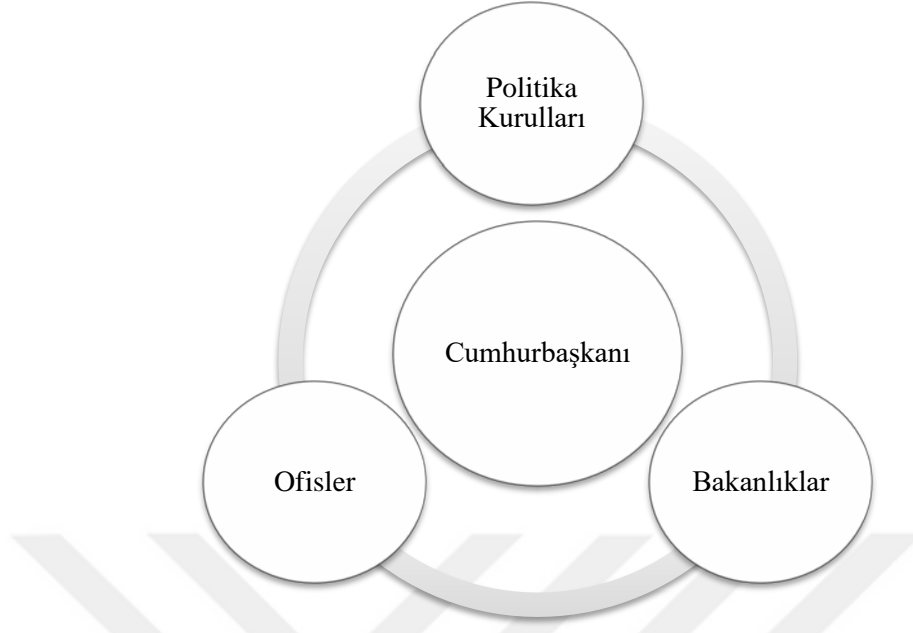 Politika
Kurulları
Cumhurbaşkanı
Ofisler
Bakanlıklar